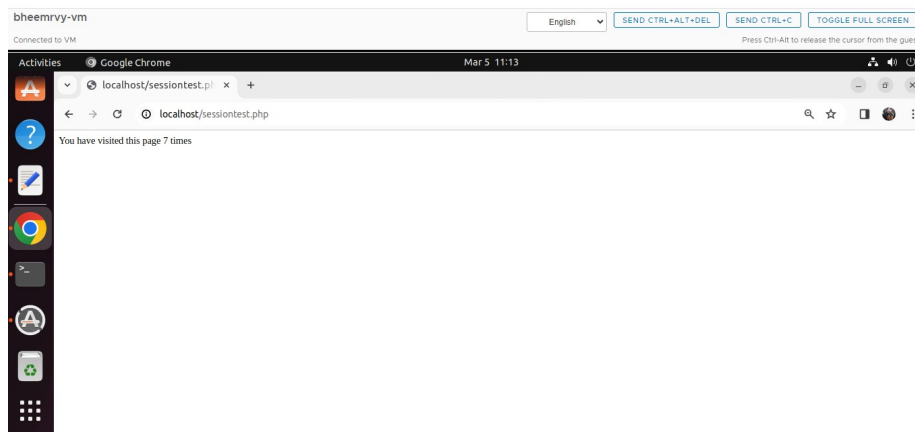 bheemrvy-vm
English
SEND CTRL+ALT+DEL
SEND CTRL+C
TOGGLE FULL SCREEN
Connected to VM
Press Ctrl-Alt to release the cursor from the gues
Activities
Google Chrome
Mar 5 11:13
localhost/sessiontest.ph
localhost/sessiontest.php
You have visited this page 7 times